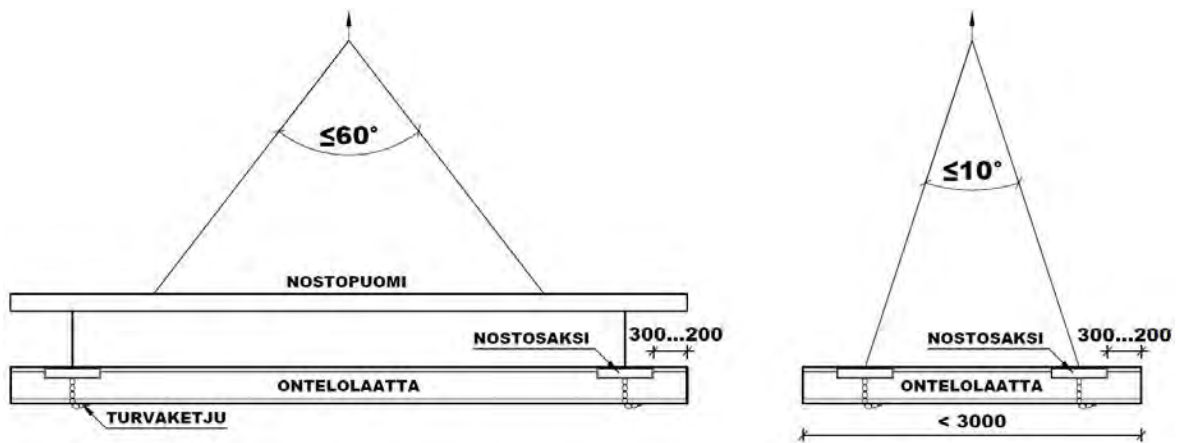 ≤60°
NOSTOPUOMI
NOSTOSAKSI
300...200
ONTELOLAATTA
TURVAKETJU
≤10°
NOSTOSAKSI
300...200
ONTELOLAATTA
< 3000